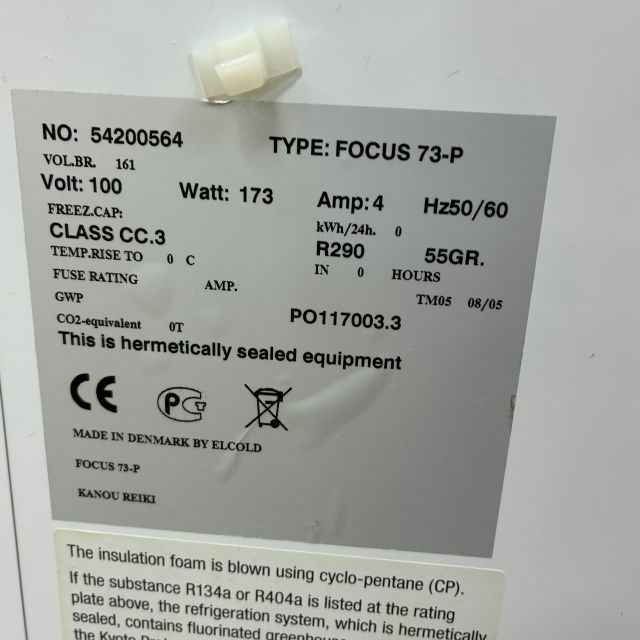 NO: 54200564 TYPE: FOCUS 73-P
VOL.BR. 161
Volt: 100 Watt: 173 Amp: 4 Hz50/60
FREEZ.CAP: kWh/24h. 0
CLASS CC.3 R290 55GR.
TEMP.RISE TO 0 C IN 0 HOURS
FUSE RATING AMP. TM05 08/05
GWP
CO2-equivalent 0T PO117003.3
This is hermetically sealed equipment
CE PCT
MADE IN DENMARK BY ELCOLD
FOCUS 73-P
KANOU REIKI
The insulation foam is blown using cyclo-pentane (CP).
If the substance R134a or R404a is listed at the rating
plate above, the refrigeration system, which is hermetically
sealed, contains fluorinated greenhouse
the Kyoto